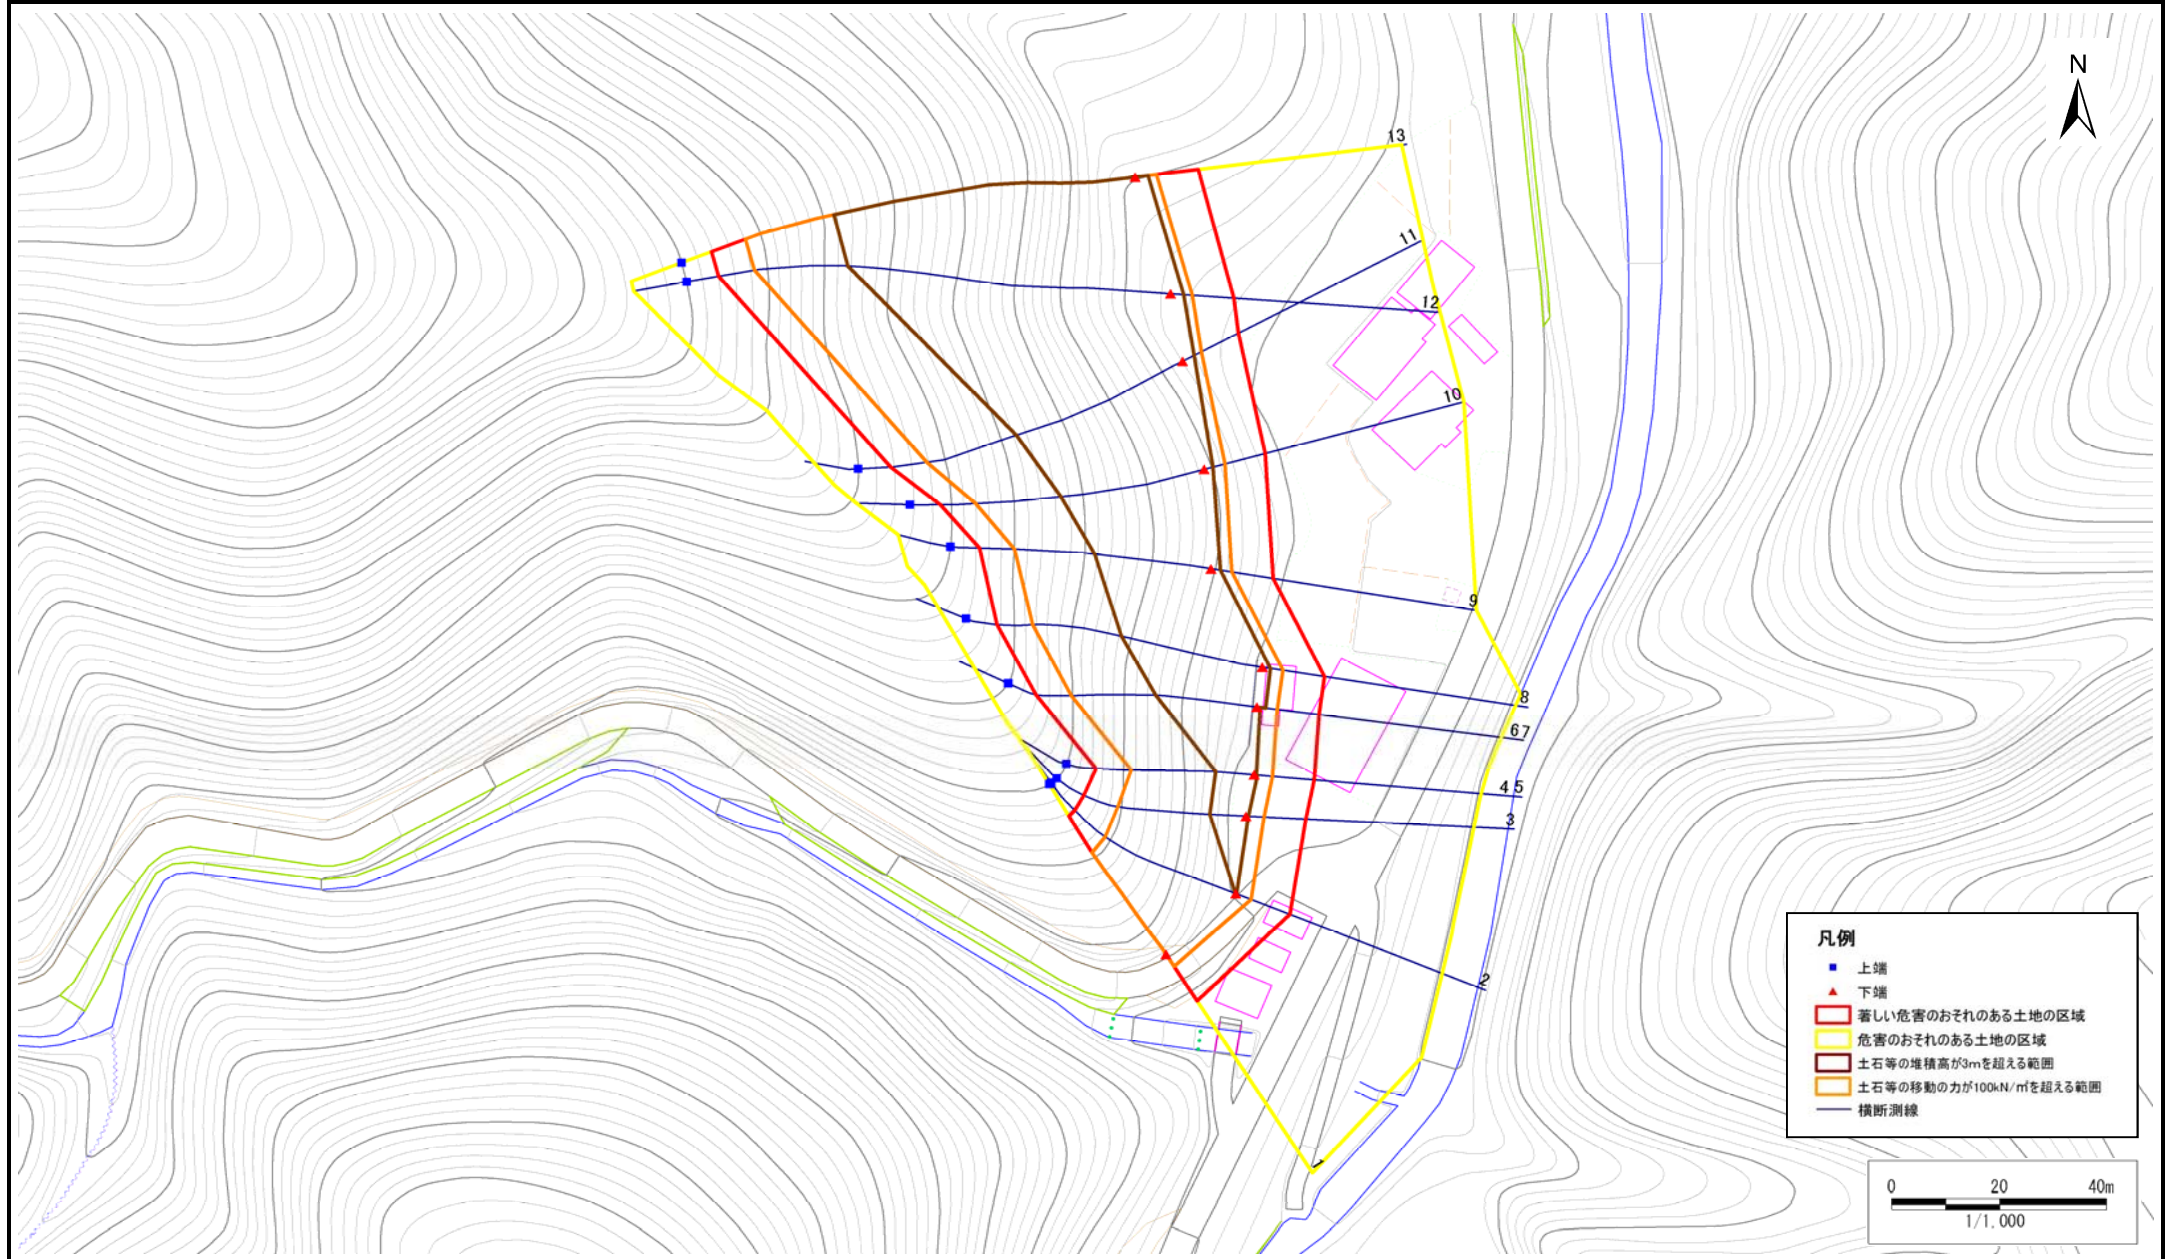 N
13
11
12
10
9
8
67
4 5
3
2
1
凡例
上端
下端
著しい危害のおそれのある土地の区域
危害のおそれのある土地の区域
土石等の堆積高が3mを超える範囲
土石等の移動の力が100kN/㎡を超える範囲
横断測線
0 20 40m
1/1,000